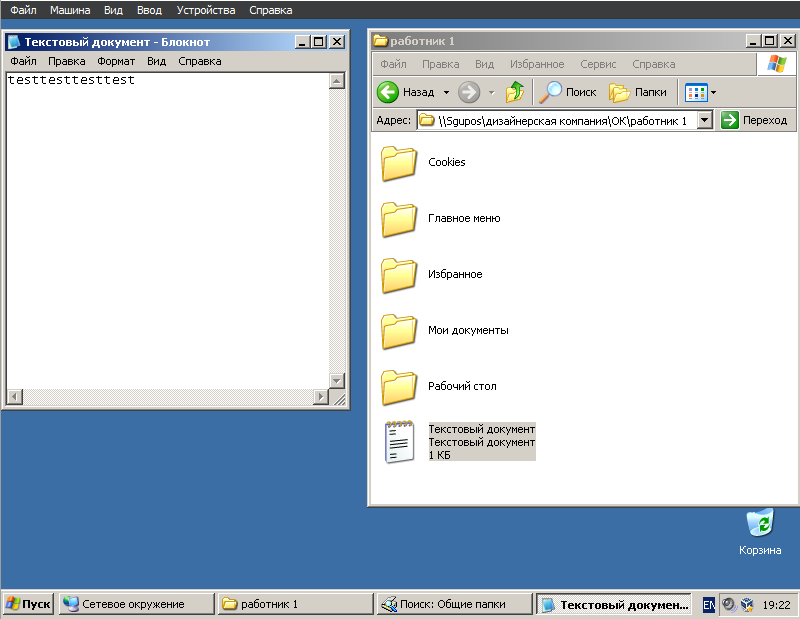 Файл Машина Вид Ввод Устройства Справка
Текстовый документ - Блокнот
Файл Правка Формат Вид Справка
testtesttesttest
работник 1
Файл Правка Вид Избранное Сервис Справка
Назад Поиск Папки
Адрес: \\Sgupos\дизайнерская компания\ОК\работник 1 Переход
Cookies
Главное меню
Избранное
Мои документы
Рабочий стол
Текстовый документ
Текстовый документ
1 КБ
Корзина
Пуск Сетевое окружение работник 1 Поиск: Общие папки Текстовый докумен... EN 19:22